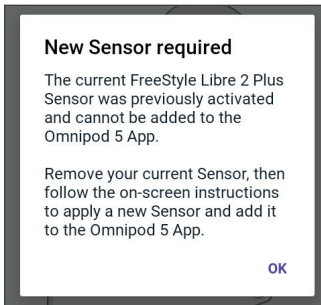 New Sensor required
The current FreeStyle Libre 2 Plus
Sensor was previously activated
and cannot be added to the
Omnipod 5 App.
Remove your current Sensor, then
follow the on-screen instructions
to apply a new Sensor and add it
to the Omnipod 5 App.
OK